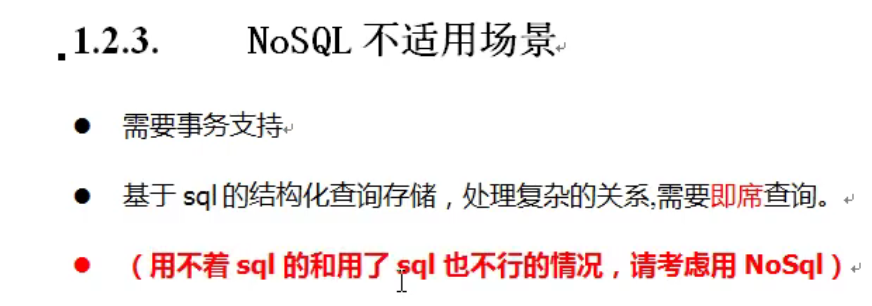 1.2.3. NoSQL 不适用场景
需要事务支持
基于 sql 的结构化查询存储，处理复杂的关系,需要即席查询。
（用不着 sql 的和用了 sql 也不行的情况，请考虑用 NoSql）